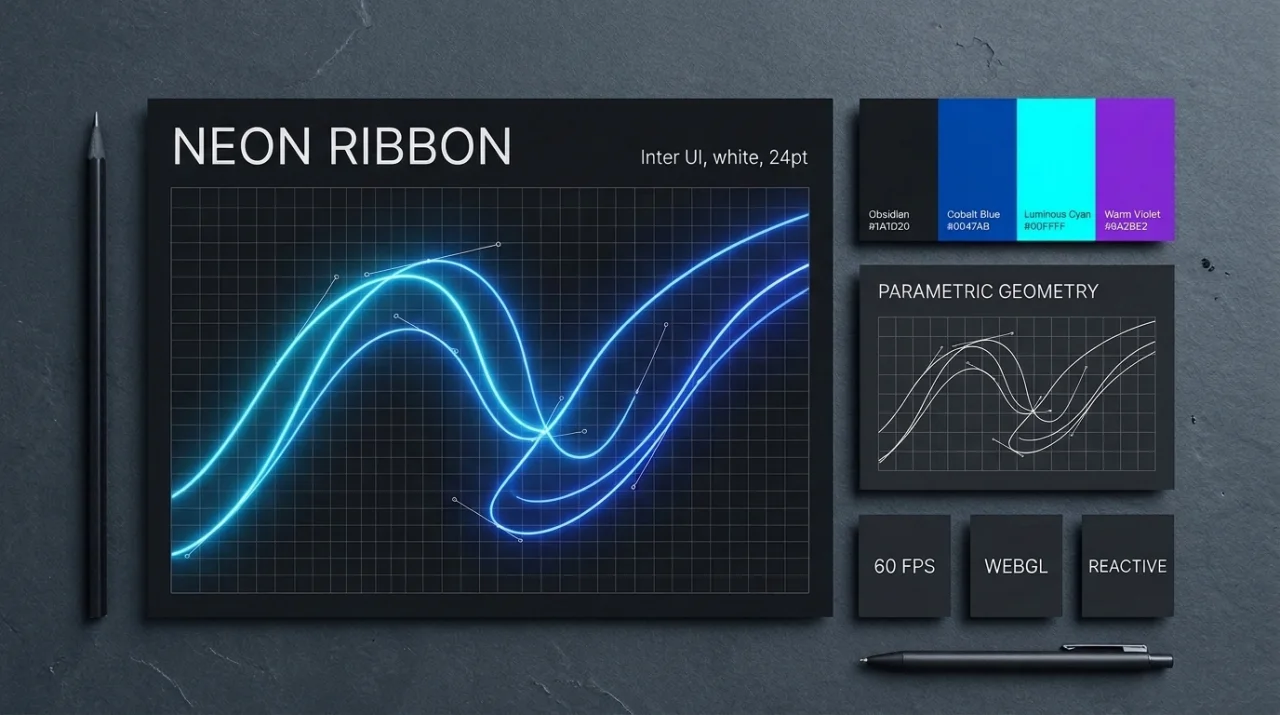 NEON RIBBON
Inter UI, white, 24pt
Obsidian
#1A1D20
Cobalt Blue
#0047AB
Luminous Cyan
#00FFFF
Warm Violet
#8A2BE2
PARAMETRIC GEOMETRY
60 FPS
WEBGL
REACTIVE